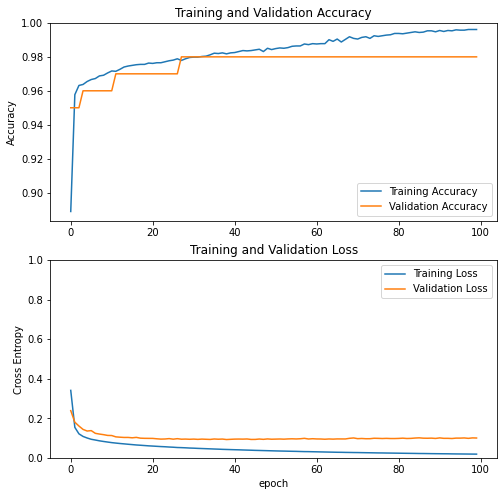 Training and Validation Accuracy
Accuracy
1.00
0.98
0.96
0.94
0.92
0.90
Training Accuracy
Validation Accuracy
0 20 40 60 80 100
Training and Validation Loss
Cross Entropy
1.0
0.8
0.6
0.4
0.2
0.0
Training Loss
Validation Loss
0 20 40 60 80 100
epoch